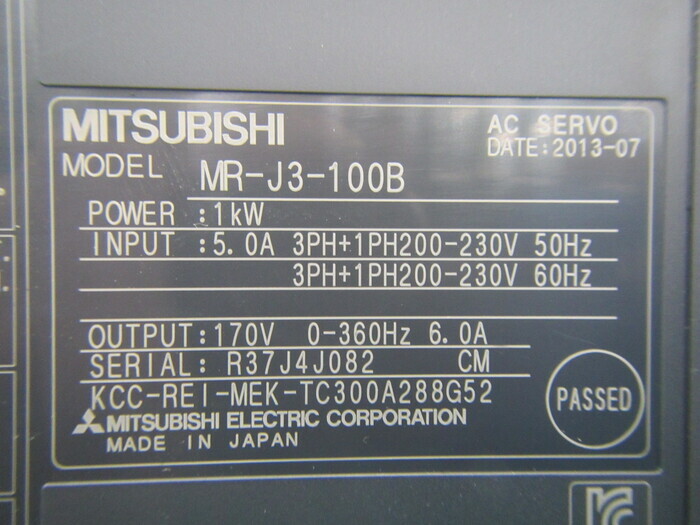 MITSUBISHI
AC SERVO
DATE:2013-07
MODEL MR-J3-100B
POWER :1kW
INPUT :5.0A 3PH+1PH200-230V 50Hz
3PH+1PH200-230V 60Hz
OUTPUT:170V 0-360Hz 6.0A
SERIAL: R37J4J082 CM
KCC-REI-MEK-TC300A288G52
MITSUBISHI ELECTRIC CORPORATION
MADE IN JAPAN
PASSED